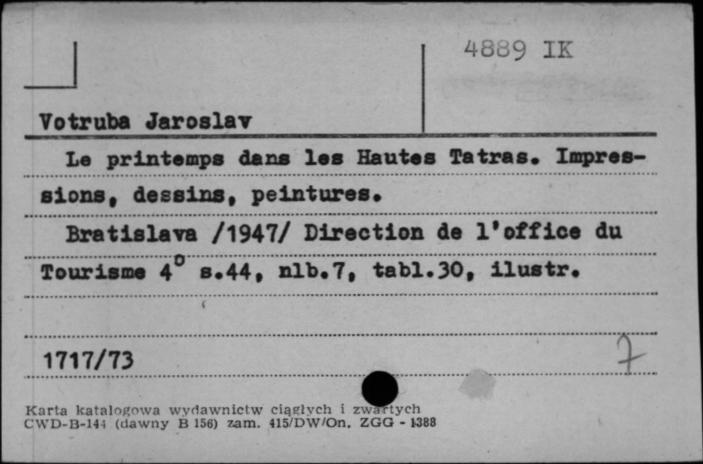 4889 IK
Votruba Jaroslav
Le printemps dans les Hautes Tatras. Impres-
sions, dessins, peintures.
Bratislava /1947/ Direction de l'office du
Tourisme 4° s.44, nlb.7, tabl.30, ilustr.
1717/73
7
Karta katalogowa wydawnictw ciągłych i zwartych
CWD-B-144 (dawny B 156) zam. 415/DW/On. ZGG - 1388